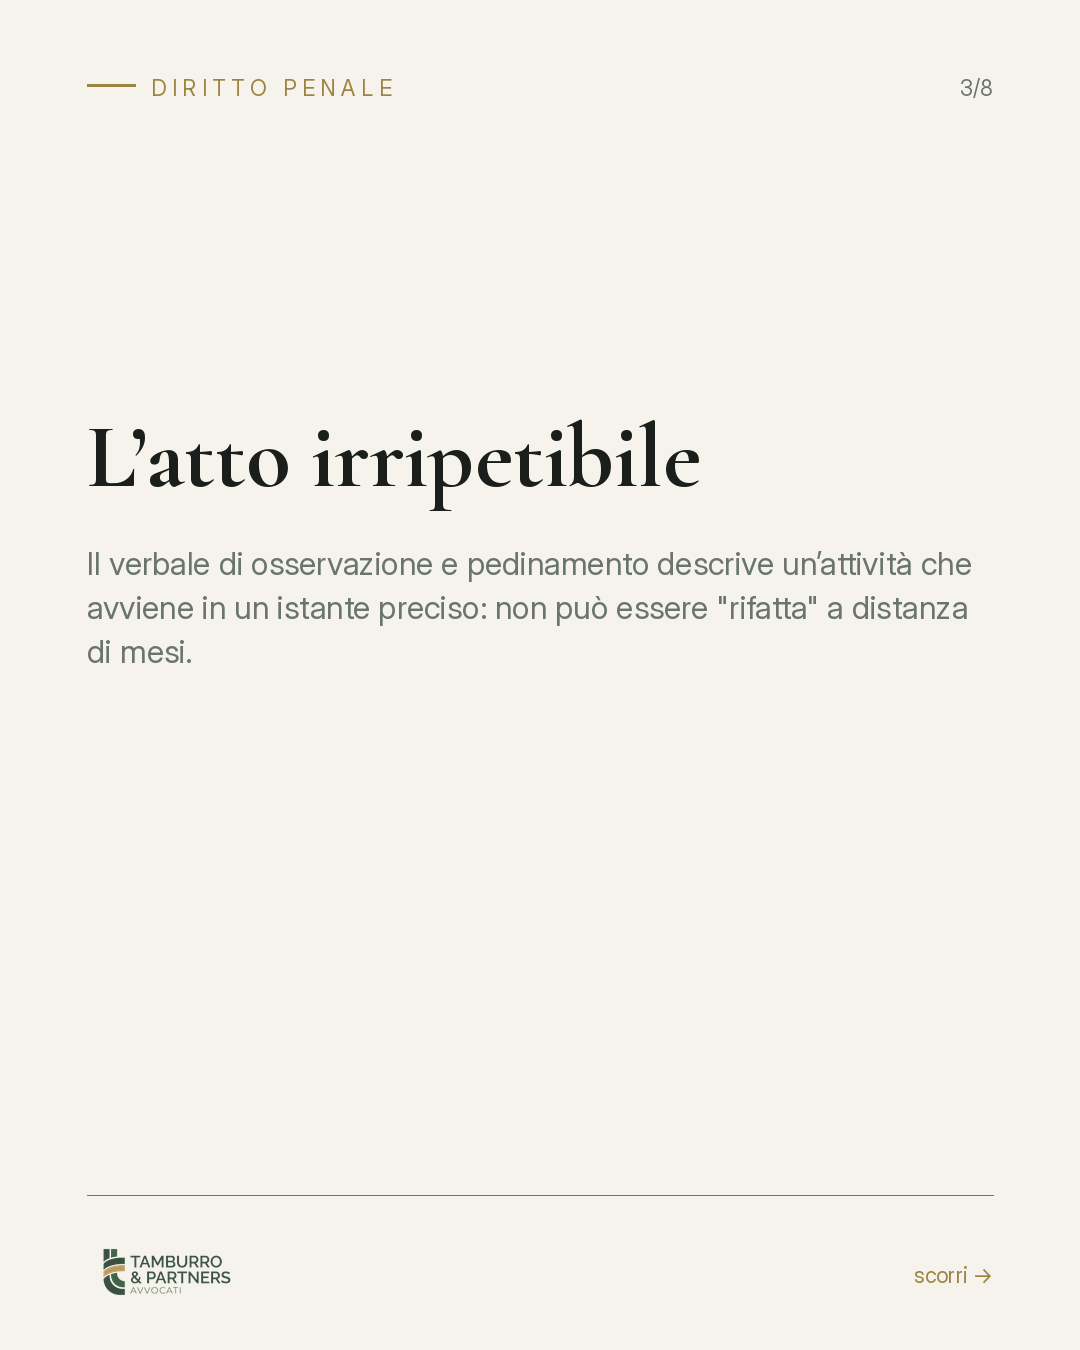 DIRITTO PENALE
3/8
L’atto irripetibile
Il verbale di osservazione e pedinamento descrive un’attività che
avviene in un istante preciso: non può essere "rifatta" a distanza
di mesi.
TAMBURRO
& PARTNERS
AVVOCATI
scorri →